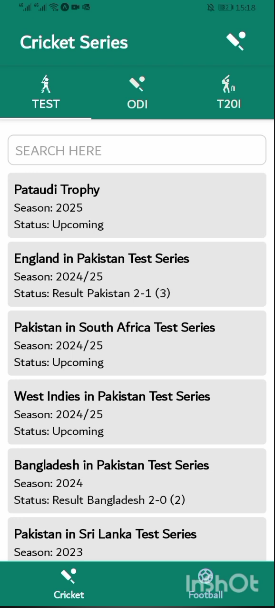 15:18
Cricket Series
TEST
ODI
T20I
SEARCH HERE
Pataudi Trophy
Season: 2025
Status: Upcoming
England in Pakistan Test Series
Season: 2024/25
Status: Result Pakistan 2-1 (3)
Pakistan in South Africa Test Series
Season: 2024/25
Status: Upcoming
West Indies in Pakistan Test Series
Season: 2024/25
Status: Upcoming
Bangladesh in Pakistan Test Series
Season: 2024
Status: Result Bangladesh 2-0 (2)
Pakistan in Sri Lanka Test Series
Season: 2023
Cricket
Football
InShOt